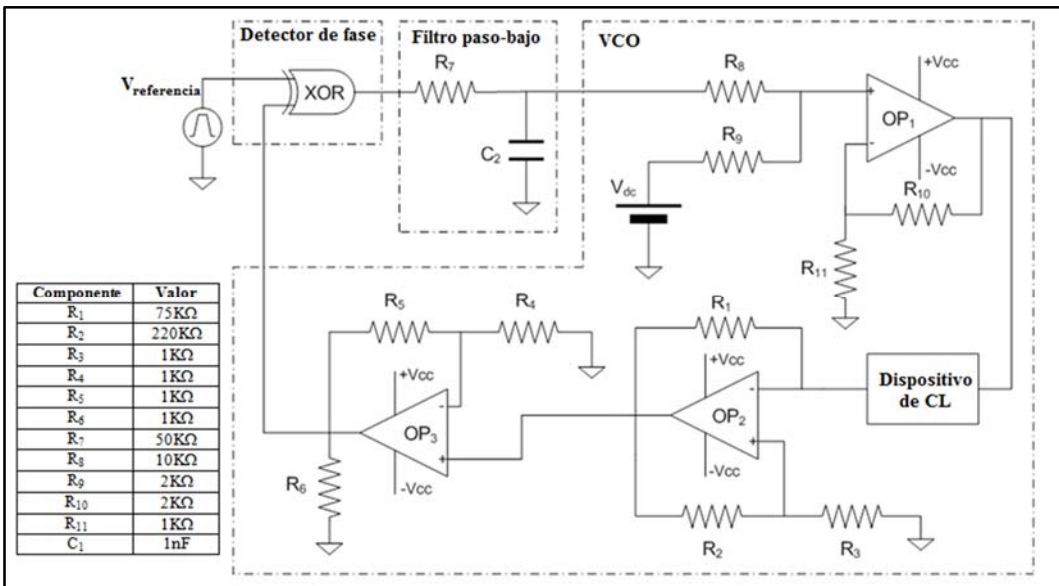 Detector de fase
Filtro paso-bajo
VCO
Vreferencia
XOR
R7
C2
R8
R9
Vdc
+Vcc
OP1
-Vcc
R10
R11
Componente Valor
R1 75KΩ
R2 220KΩ
R3 1KΩ
R4 1KΩ
R5 1KΩ
R6 1KΩ
R7 50KΩ
R8 10KΩ
R9 2KΩ
R10 2KΩ
R11 1KΩ
C1 1nF
R5
R4
+Vcc
OP3
-Vcc
R6
R1
+Vcc
OP2
-Vcc
R2
R3
Dispositivo
de CL